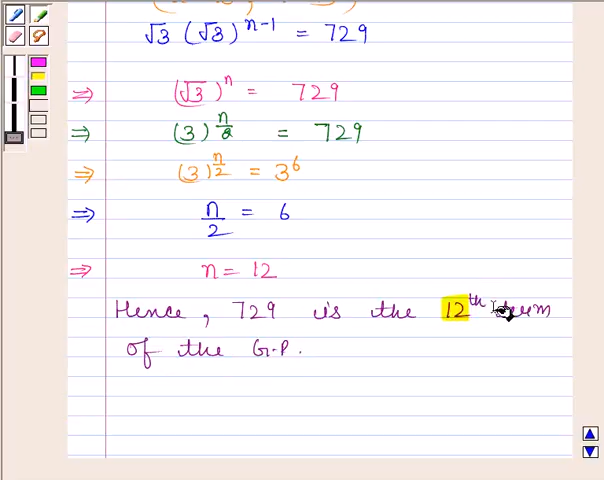 √3 (√3)^{n-1} = 729
⇒ (√3)^n = 729
⇒ (3)^{n/2} = 729
⇒ (3)^{n/2} = 3^6
⇒ n/2 = 6
⇒ n = 12
Hence, 729 is the 12th term
of the G.P.